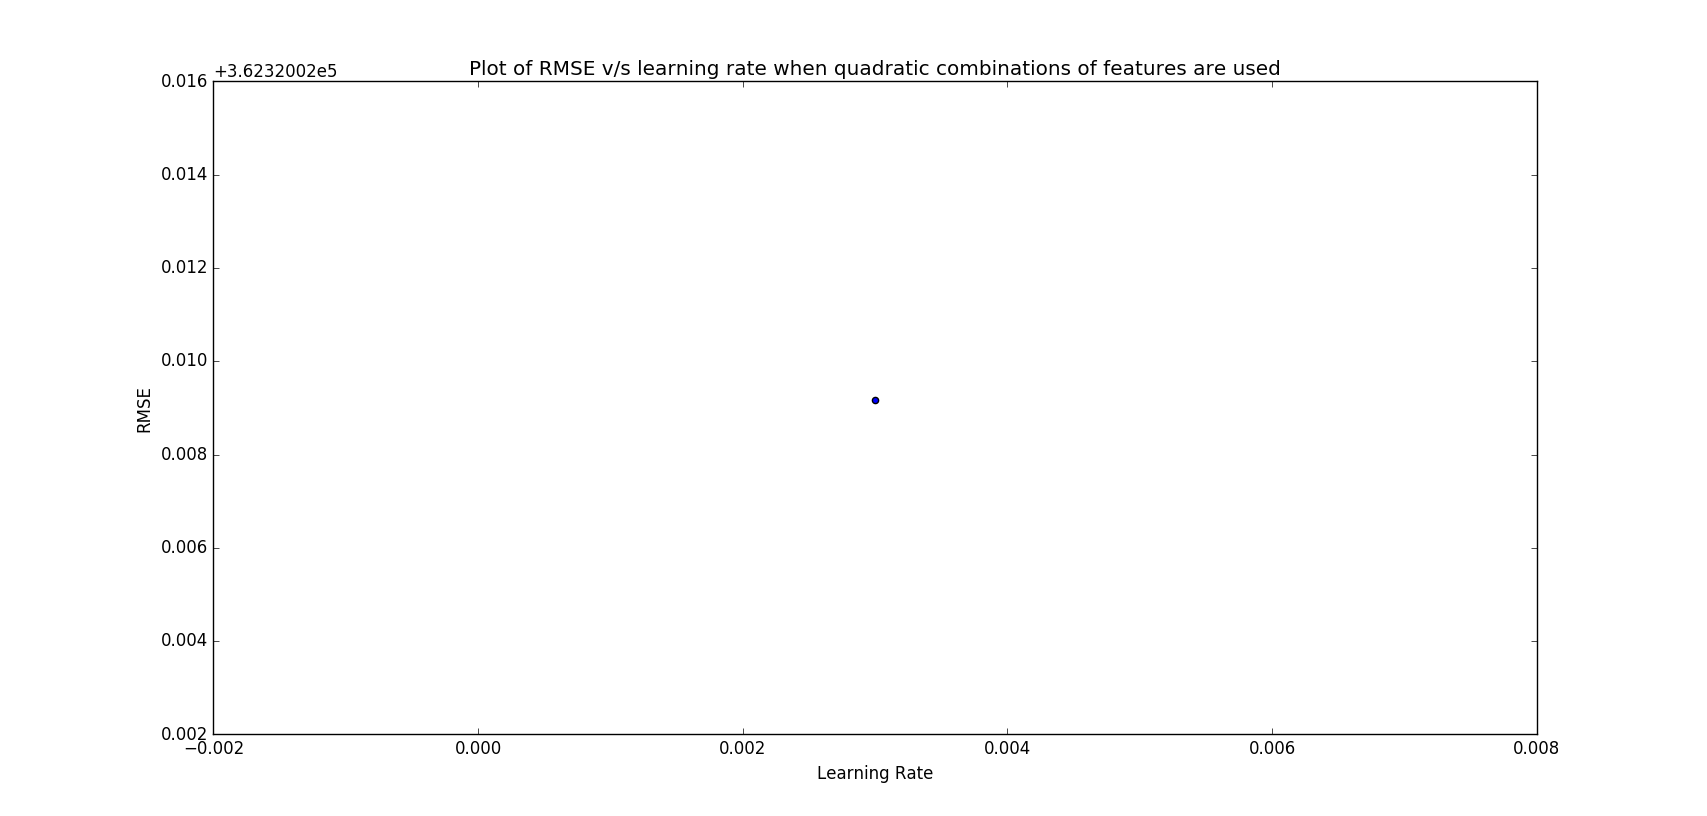 Plot of RMSE v/s learning rate when quadratic combinations of features are used
+3.6232002e5
0.016
0.014
0.012
0.010
0.008
0.006
0.004
0.002
RMSE
−0.002 0.000 0.002 0.004 0.006 0.008
Learning Rate